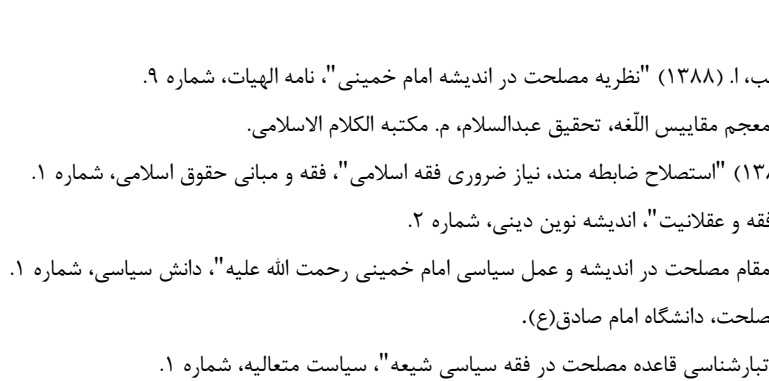 ب، ا. (۱۳۸۸) "نظریه مصلحت در اندیشه امام خمینی"، نامه الهیات، شماره ۹.
معجم مقاییس اللّغه، تحقیق عبدالسلام، م. مکتبه الکلام الاسلامی.
"استصلاح ضابطه مند، نیاز ضروری فقه اسلامی"، فقه و مبانی حقوق اسلامی، شماره ۱.
فقه و عقلانیت"، اندیشه نوین دینی، شماره ۲.
مقام مصلحت در اندیشه و عمل سیاسی امام خمینی رحمت الله علیه"، دانش سیاسی، شماره ۱.
دانشگاه امام صادق(ع).
تبارشناسی قاعده مصلحت در فقه سیاسی شیعه"، سیاست متعالیه، شماره ۱.